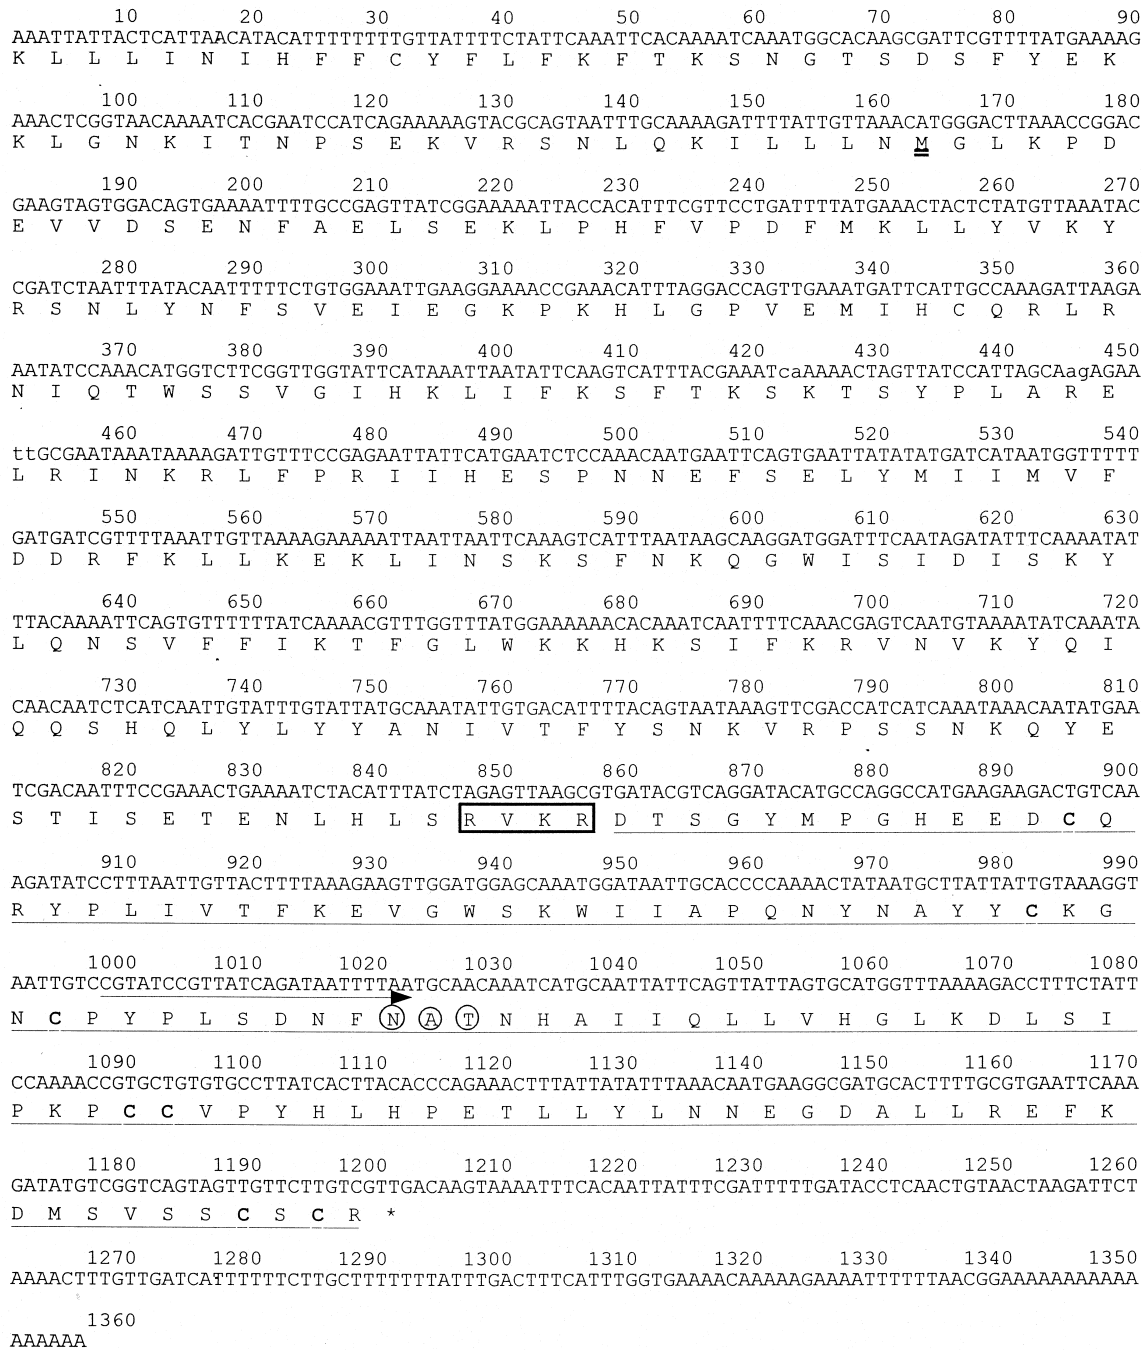 10 20 30 40 50 60 70 80 90
AAATTATTACTCATTAACATACATTTTTTTTGTTATTTTCTATTCAAATTCACAAAATCAAATGGCACAAGCGATTCGTTTTATGAAAAG
K L L L I N I H F F C Y F L F K F T K S N G T S D S F Y E K
100 110 120 130 140 150 160 170 180
AAACTCGGTAACAAAATCACGAATCCATCAGAAAAAGTACGCAGTAATTTGCAAAAGATTTTATTGTTAAACATGGGACTTAAACCGGAC
K L G N K I T N P S E K V R S N L Q K I L L L N M G L K P D
190 200 210 220 230 240 250 260 270
GAAGTAGTGGACAGTGAAAATTTTGCCGAGTTATCGGAAAAATTACCACATTTCGTTCCTGATTTTATGAAACTACTCTATGTTAAATAC
E V V D S E N F A E L S E K L P H F V P D F M K L L Y V K Y
280 290 300 310 320 330 340 350 360
CGATCTAATTTATACAATTTTTCTGTGGAAATTGAAGGAAAACCGAAACATTTAGGACCAGTTGAAATGATTCATTGCCAAAGATTAAGA
R S N L Y N F S V E I E G K P K H L G P V E M I H C Q R L R
370 380 390 400 410 420 430 440 450
AATATCCAAACATGGTCTTCGGTTGGTATTCATAAATTAATATTCAAGTCATTTACGAAATCaAAAACTAGTTATCCATTAGCAagAGAA
N I Q T W S S V G I H K L I F K S F T K S K T S Y P L A R E
460 470 480 490 500 510 520 530 540
ttGCGAATAAATAAAAGATTGTTTCCGAGAATTATTCATGAATCTCCAAACAATGAATTCAGTGAATTATATATGATCATAATGGTTTTT
L R I N K R L F P R I I H E S P N N E F S E L Y M I I M V F
550 560 570 580 590 600 610 620 630
GATGATCGTTTTAAATTGTTAAAAGAAAAATTAATTAATTCAAAGTCATTTAATAAGCAAGGATGGATTTCAATAGATATTTCAAAATAT
D D R F K L L K E K L I N S K S F N K Q G W I S I D I S K Y
640 650 660 670 680 690 700 710 720
TTACAAAATTCAGTGTTTTTTATCAAAACGTTTGGTTTATGGAAAAAACACAAATCAATTTTCAAACGAGTCAATGTAAAATATCAAATA
L Q N S V F F I K T F G L W K K H K S I F K R V N V K Y Q I
730 740 750 760 770 780 790 800 810
CAACAATCTCATCAATTGTATTTGTATTATGCAAATATTGTGACATTTTACAGTAATAAAGTTCGACCATCATCAAATAAACAATATGAA
Q Q S H Q L Y L Y Y A N I V T F Y S N K V R P S S N K Q Y E
820 830 840 850 860 870 880 890 900
TCGACAATTTCCGAAACTGAAAATCTACATTTATCTAGAGTTAAGCGTGATACGTCAGGATACATGCCAGGCCATGAAGAAGACTGTCAA
S T I S E T E N L H L S R V K R D T S G Y M P G H E E D C Q
910 920 930 940 950 960 970 980 990
AGATATCCTTTAATTGTTACTTTTAAAGAAGTTGGATGGAGCAAATGGATAATTGCACCCCAAAACTATAATGCTTATTATTGTAAAGGT
R Y P L I V T F K E V G W S K W I I A P Q N Y N A Y Y C K G
1000 1010 1020 1030 1040 1050 1060 1070 1080
AATTGTCCGTATCCGTTATCAGATAATTTTAATGCAACAAATCATGCAATTATTCAGTTATTAGTGCATGGTTTAAAAGACCTTTCTATT
N C P Y P L S D N F N A T N H A I I Q L L V H G L K D L S I
1090 1100 1110 1120 1130 1140 1150 1160 1170
CCAAAACCGTGCTGTGTGCCTTATCACTTACACCCAGAAACTTTATTATATTTAAACAATGAAGGCGATGCACTTTTGCGTGAATTCAAA
P K P C C V P Y H L H P E T L L Y L N N E G D A L L R E F K
1180 1190 1200 1210 1220 1230 1240 1250 1260
GATATGTCGGTCAGTAGTTGTTCTTGTCGTTGACAAGTAAAATTTCACAATTATTTCGATTTTTGATACCTCAACTGTAACTAAGATTCT
D M S V S S C S C R *
1270 1280 1290 1300 1310 1320 1330 1340 1350
AAAACTTTGTTGATCATTTTTTCTTGCTTTTTTTATTTGACTTTCATTTGGTGAAAACAAAAAGAAAATTTTTTAACGGAAAAAAAAAAA
1360
AAAAAA